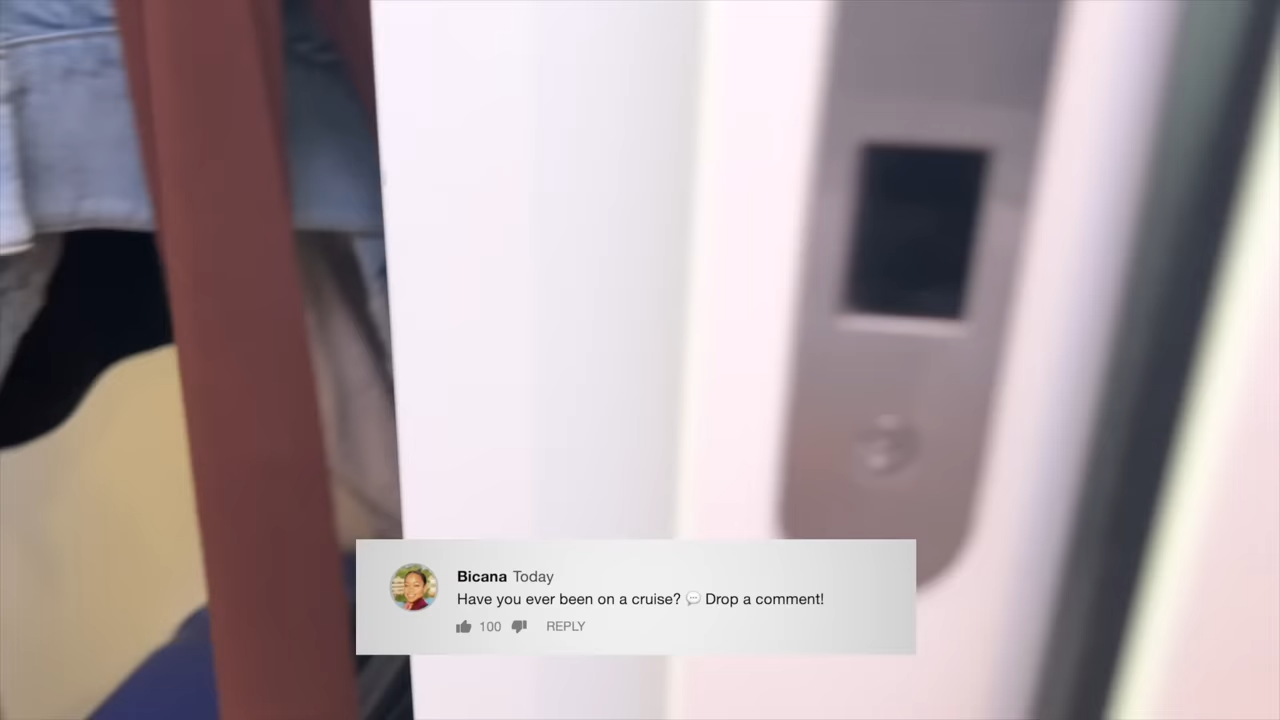 Bicana Today
Have you ever been on a cruise? 💬 Drop a comment!
100 REPLY